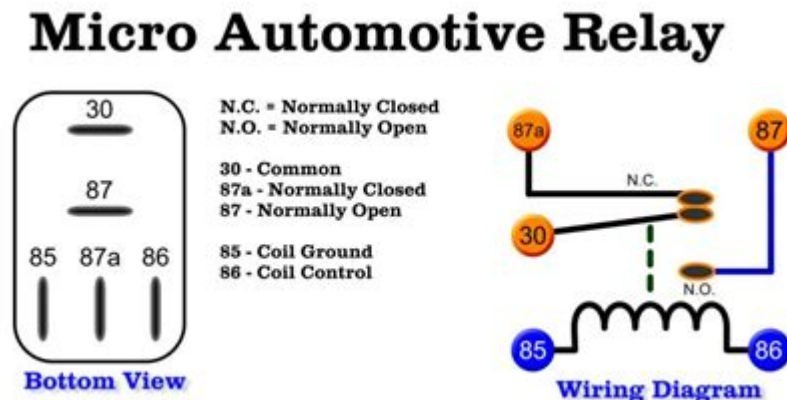 Micro Automotive Relay
30
87
85 87a 86
Bottom View
N.C. = Normally Closed
N.O. = Normally Open
30 - Common
87a - Normally Closed
87 - Normally Open
85 - Coil Ground
86 - Coil Control
87a
87
N.C.
30
N.O.
85
86
Wiring Diagram